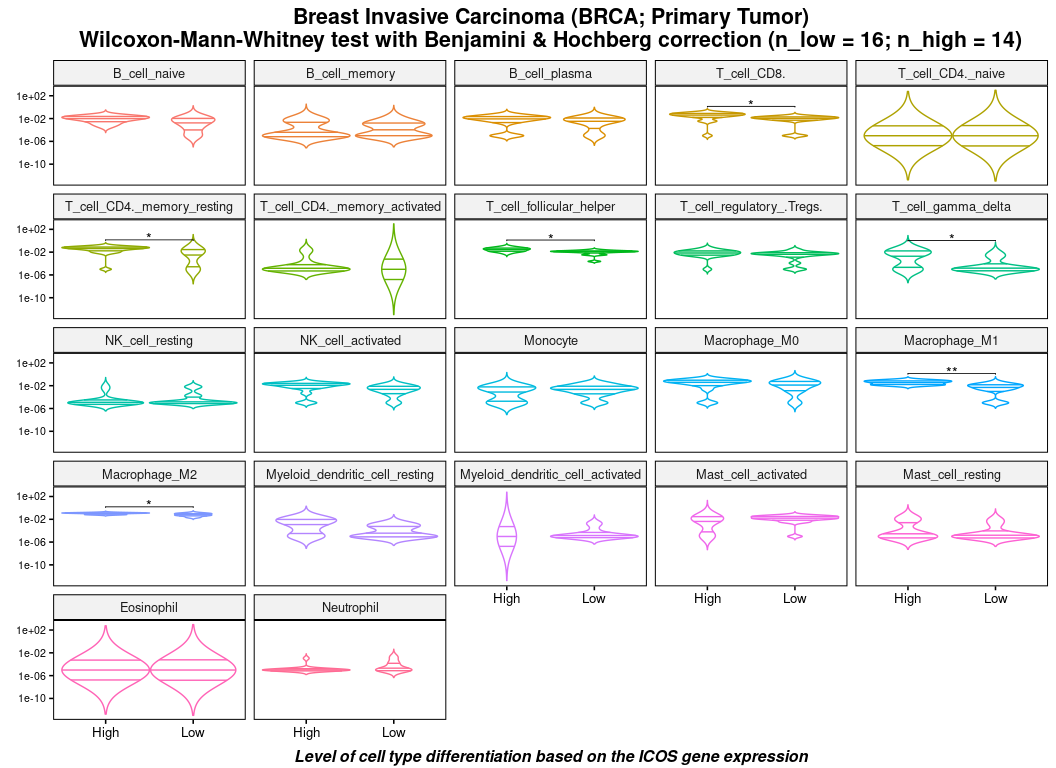 Breast Invasive Carcinoma (BRCA; Primary Tumor)
Wilcoxon-Mann-Whitney test with Benjamini & Hochberg correction (n_low = 16; n_high = 14)
B_cell_naive B_cell_memory B_cell_plasma T_cell_CD8. T_cell_CD4._naive
1e+02
1e-02
1e-06
1e-10
*
T_cell_CD4._memory_resting T_cell_CD4._memory_activated T_cell_follicular_helper T_cell_regulatory_.Tregs. T_cell_gamma_delta
1e+02
1e-02
1e-06
1e-10
* * *
NK_cell_resting NK_cell_activated Monocyte Macrophage_M0 Macrophage_M1
1e+02
1e-02
1e-06
1e-10
**
Macrophage_M2 Myeloid_dendritic_cell_resting Myeloid_dendritic_cell_activated Mast_cell_activated Mast_cell_resting
1e+02
1e-02
1e-06
1e-10
*
High Low High Low High Low
Eosinophil Neutrophil
1e+02
1e-02
1e-06
1e-10
High Low High Low
Level of cell type differentiation based on the ICOS gene expression